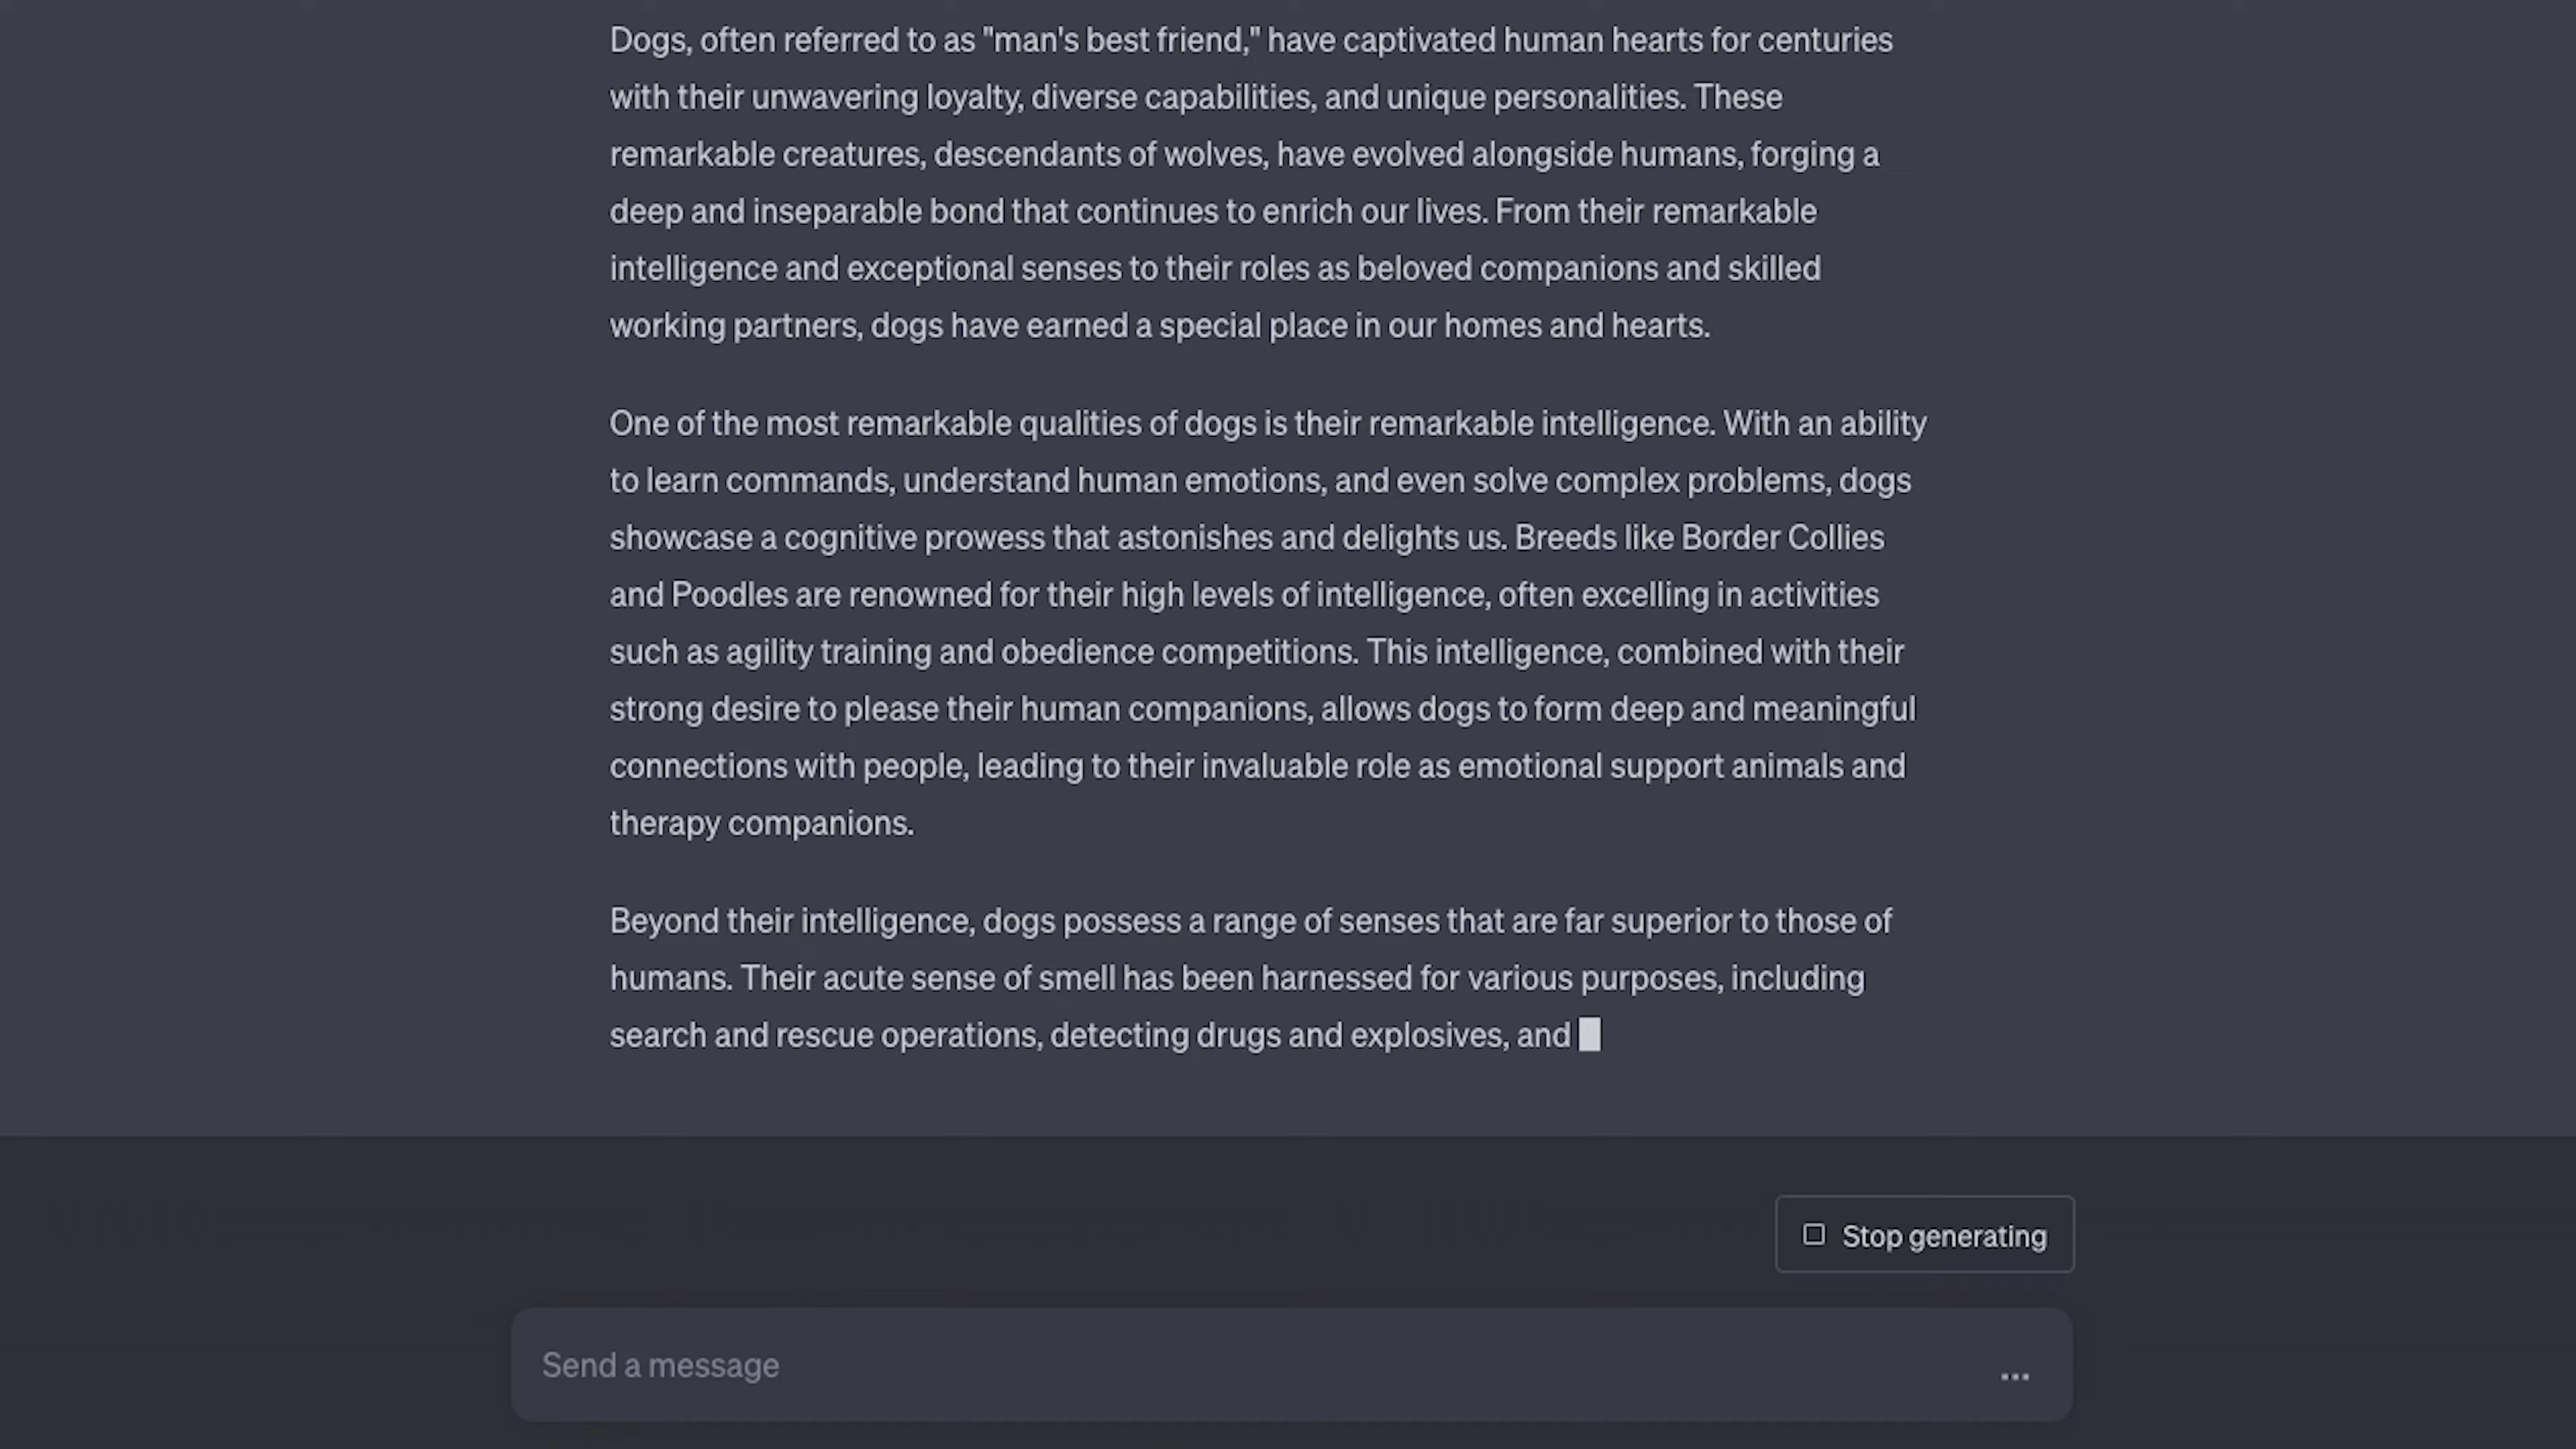 Dogs, often referred to as "man's best friend," have captivated human hearts for centuries
with their unwavering loyalty, diverse capabilities, and unique personalities. These
remarkable creatures, descendants of wolves, have evolved alongside humans, forging a
deep and inseparable bond that continues to enrich our lives. From their remarkable
intelligence and exceptional senses to their roles as beloved companions and skilled
working partners, dogs have earned a special place in our homes and hearts.
One of the most remarkable qualities of dogs is their remarkable intelligence. With an ability
to learn commands, understand human emotions, and even solve complex problems, dogs
showcase a cognitive prowess that astonishes and delights us. Breeds like Border Collies
and Poodles are renowned for their high levels of intelligence, often excelling in activities
such as agility training and obedience competitions. This intelligence, combined with their
strong desire to please their human companions, allows dogs to form deep and meaningful
connections with people, leading to their invaluable role as emotional support animals and
therapy companions.
Beyond their intelligence, dogs possess a range of senses that are far superior to those of
humans. Their acute sense of smell has been harnessed for various purposes, including
search and rescue operations, detecting drugs and explosives, and
Stop generating
Send a message